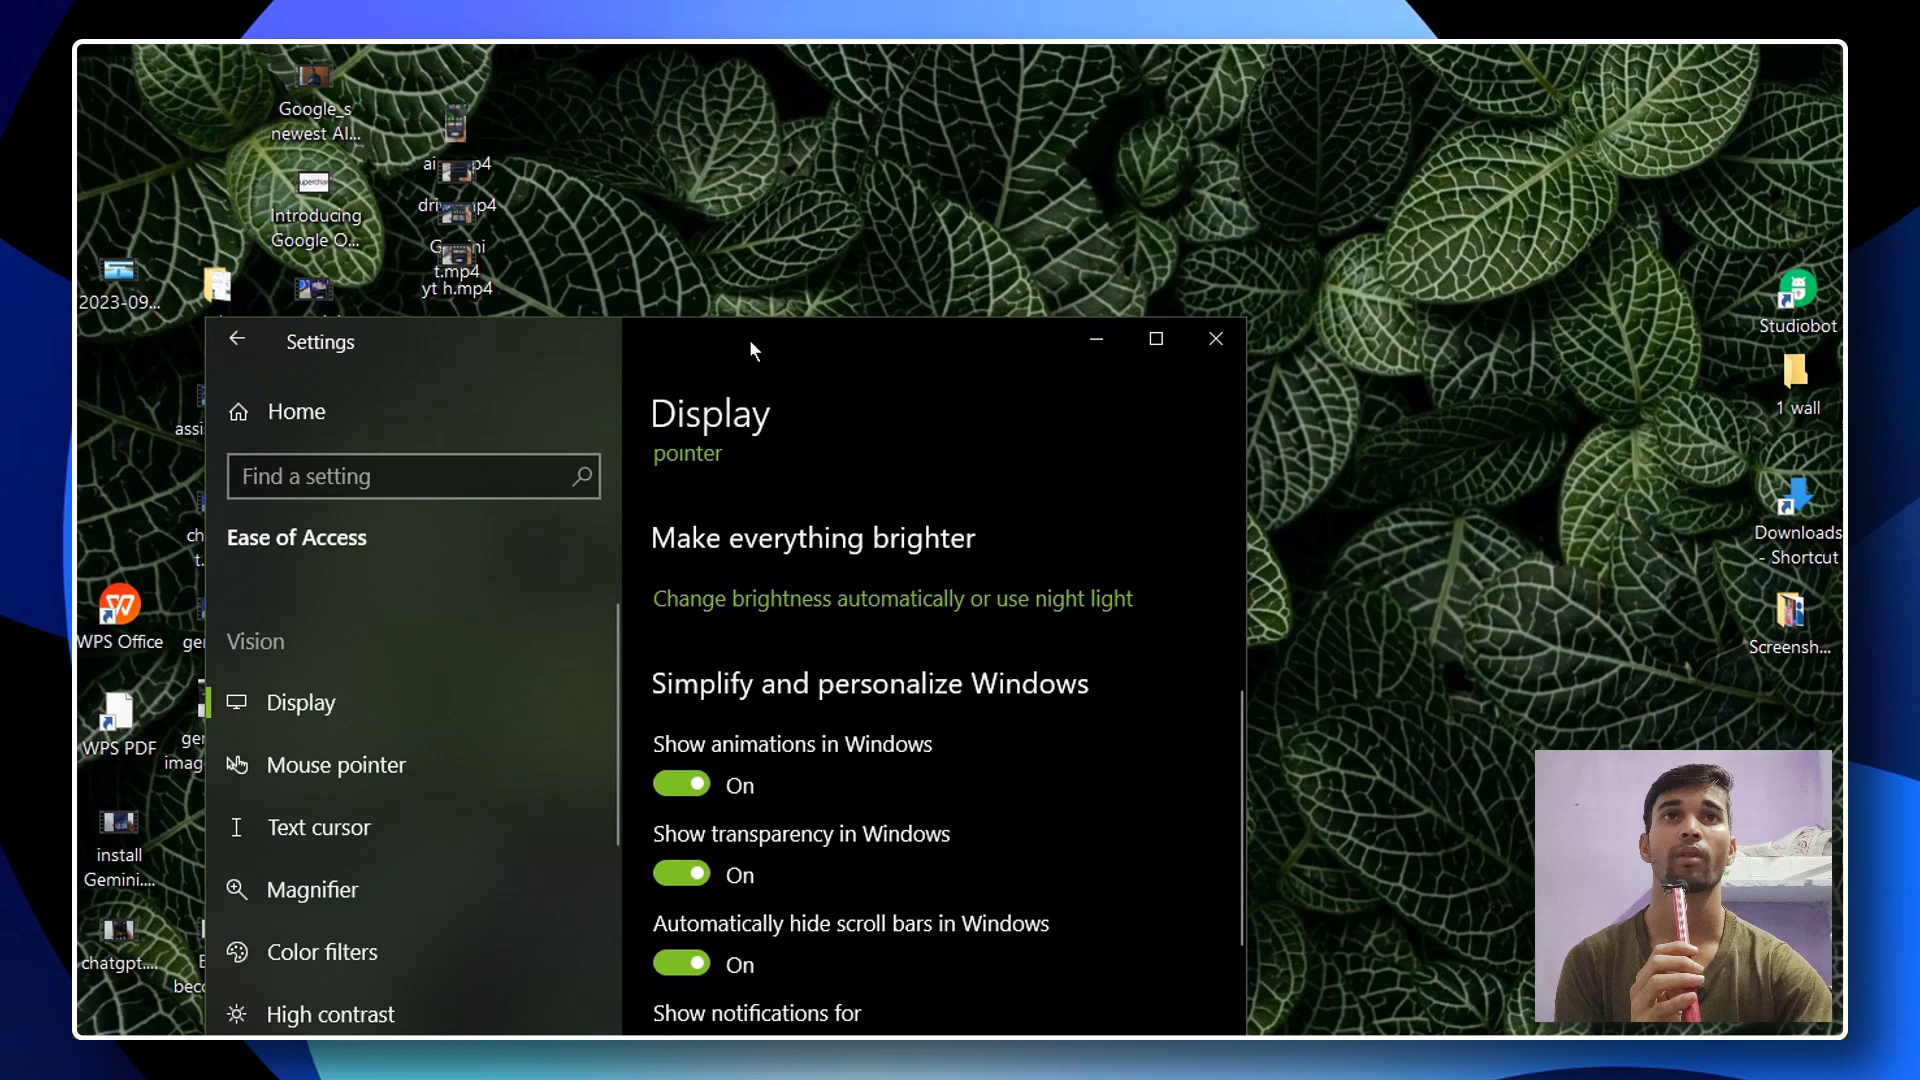 Google_s
newest AI...
Introducing
Google O...
yt h.mp4
t.mp4
2023-09...
WPS Office
WPS PDF
install
Gemini....
chatgpt....
Settings
Home
Find a setting
Ease of Access
Vision
Display
Mouse pointer
Text cursor
Magnifier
Color filters
High contrast
Display
pointer
Make everything brighter
Change brightness automatically or use night light
Simplify and personalize Windows
Show animations in Windows
On
Show transparency in Windows
On
Automatically hide scroll bars in Windows
On
Show notifications for
Studiobot
1 wall
Downloads
- Shortcut
Screensh...